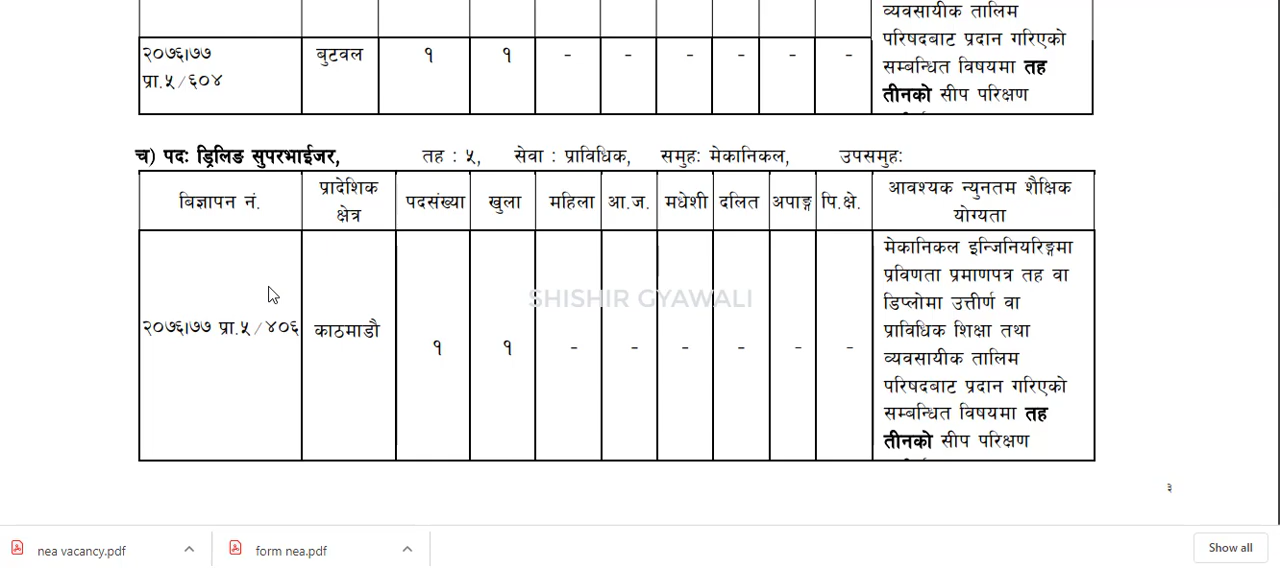 व्यवसायीक तालिम
२०७६।७७ बुटवल १ १ - - - - - - परिषदबाट प्रदान गरिएको
प्रा.५/६०४ सम्बन्धित विषयमा तह
तीनको सीप परिक्षण
च) पदः ड्रिलिङ सुपरभाईजर, तह : ५, सेवा : प्राविधिक, समुहः मेकानिकल, उपसमुहः
बिज्ञापन नं. प्रादेशिक क्षेत्र पदसंख्या खुला महिला आ.ज. मधेशी दलित अपाङ्ग पि.क्षे. आवश्यक न्युनतम शैक्षिक
योग्यता
मेकानिकल इन्जिनियरिङ्गमा
प्रविणता प्रमाणपत्र तह वा
डिप्लोमा उत्तीर्ण वा
२०७६।७७ प्रा.५/४०६ काठमाडौ १ १ - - - - - - प्राविधिक शिक्षा तथा
व्यवसायीक तालिम
परिषदबाट प्रदान गरिएको
सम्बन्धित विषयमा तह
तीनको सीप परिक्षण
SHISHIR GYAWALI
३
nea vacancy.pdf form nea.pdf Show all